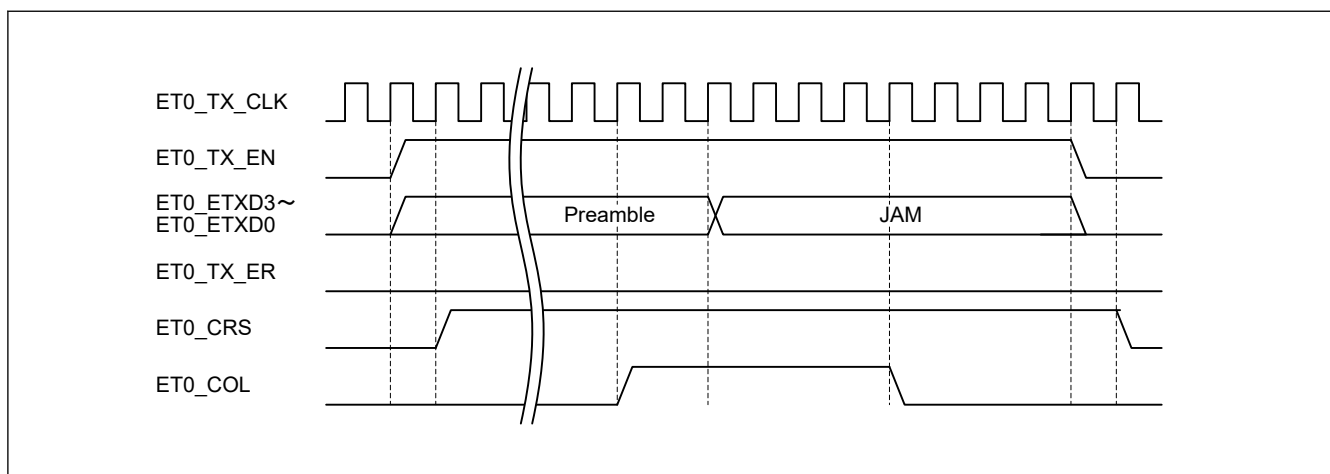 ET0_TX_CLK
ET0_TX_EN
ET0_ETXD3～
ET0_ETXD0
Preamble
JAM
ET0_TX_ER
ET0_CRS
ET0_COL